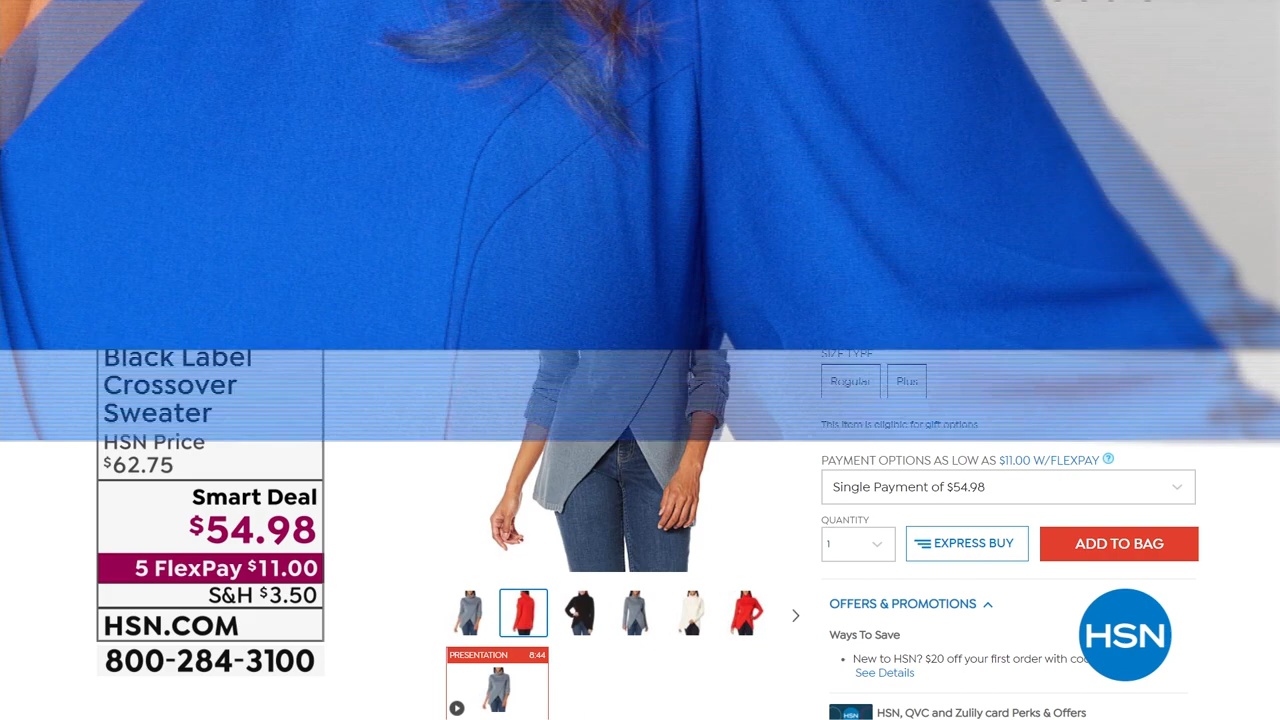 Black Label
Crossover
Sweater
HSN Price
$62.75
Smart Deal
$54.98
5 FlexPay $11.00
S&H $3.50
HSN.COM
800-284-3100
PRESENTATION 8:44
SIZE TYPE
Regular Plus
This item is eligible for gift options
PAYMENT OPTIONS AS LOW AS $11.00 W/FLEXPAY ?
Single Payment of $54.98
QUANTITY
1 EXPRESS BUY ADD TO BAG
OFFERS & PROMOTIONS
Ways To Save
• New to HSN? $20 off your first order with
See Details
HSN
HSN HSN, QVC and Zulily card Perks & Offers